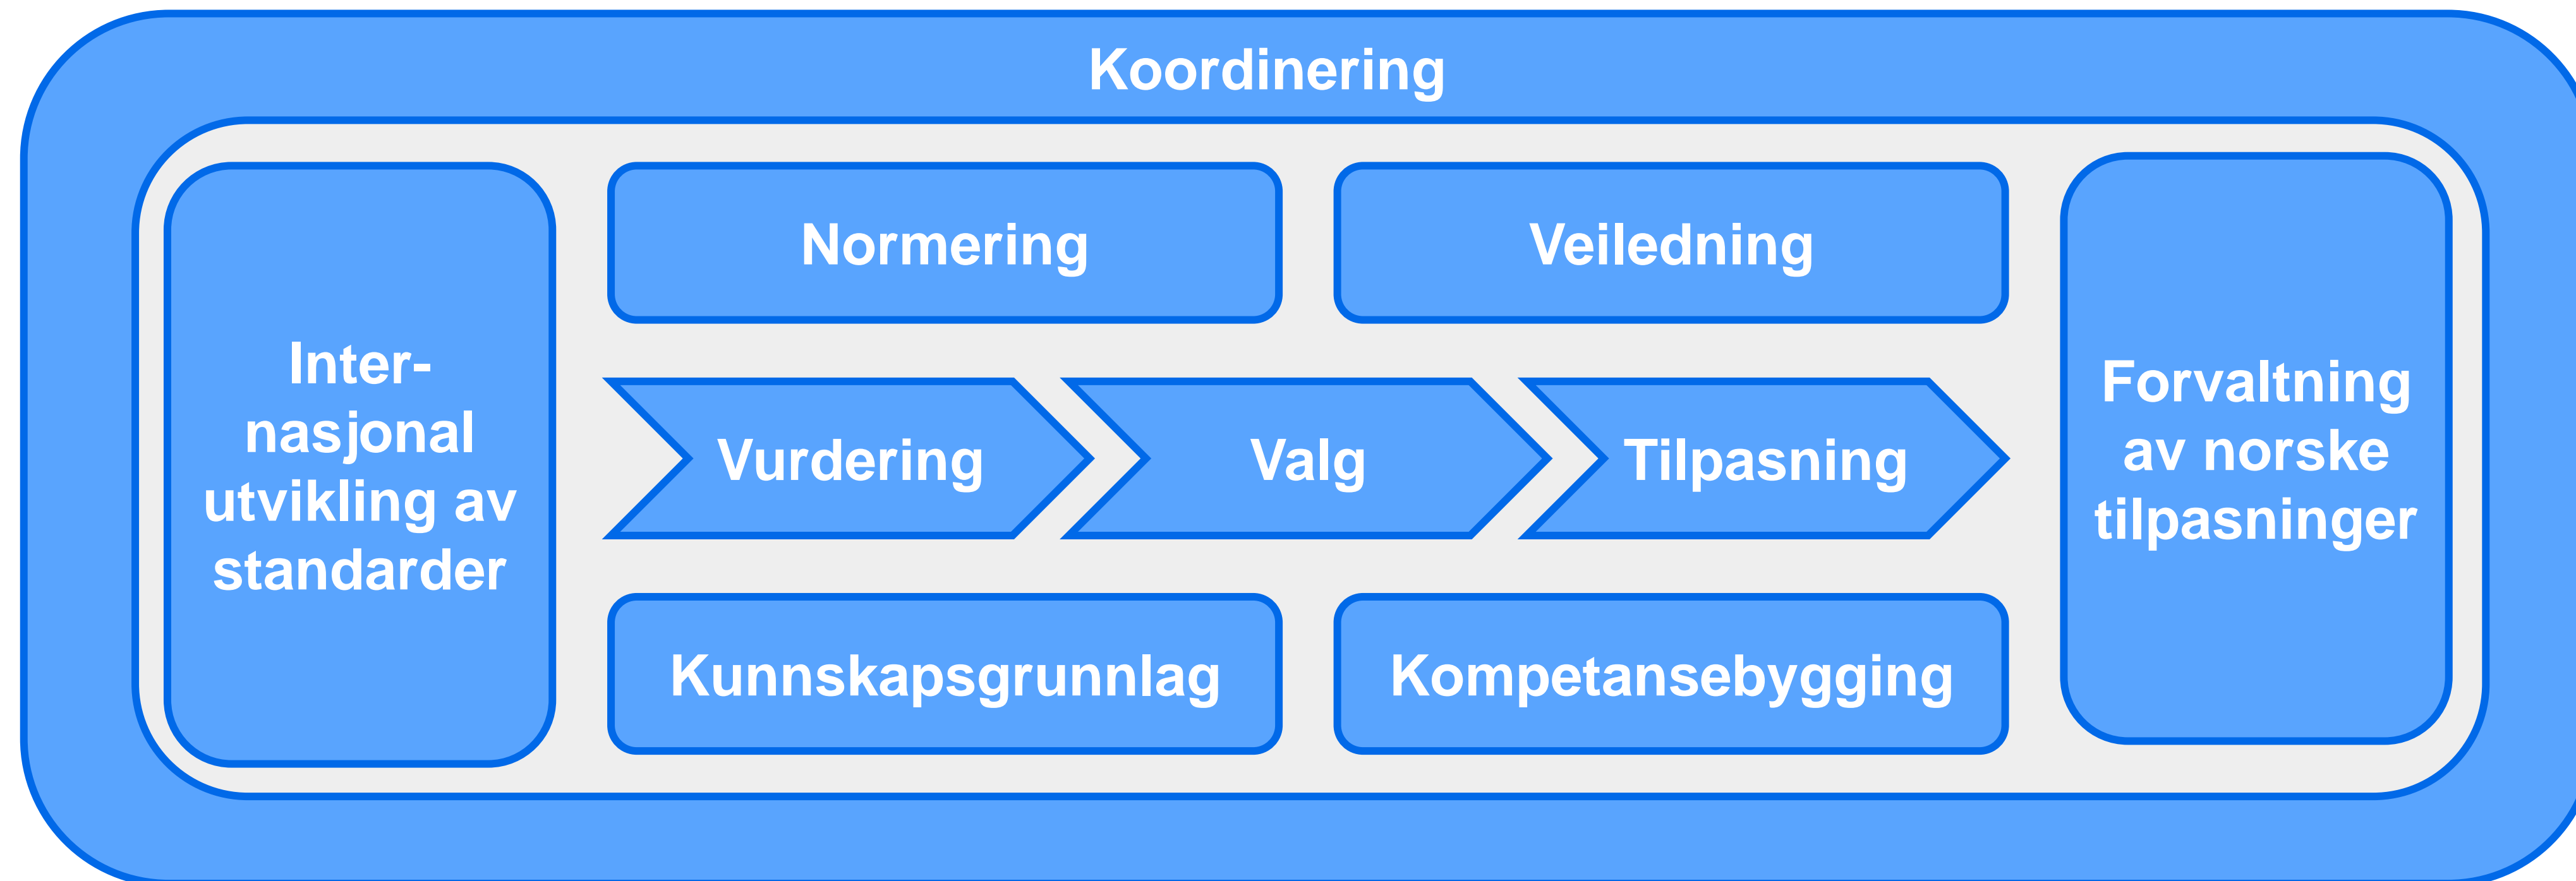 Koordinering
Inter-
nasjonal
utvikling av
standarder
Normering
Veiledning
Vurdering
Valg
Tilpasning
Kunnskapsgrunnlag
Kompetansebygging
Forvaltning
av norske
tilpasninger